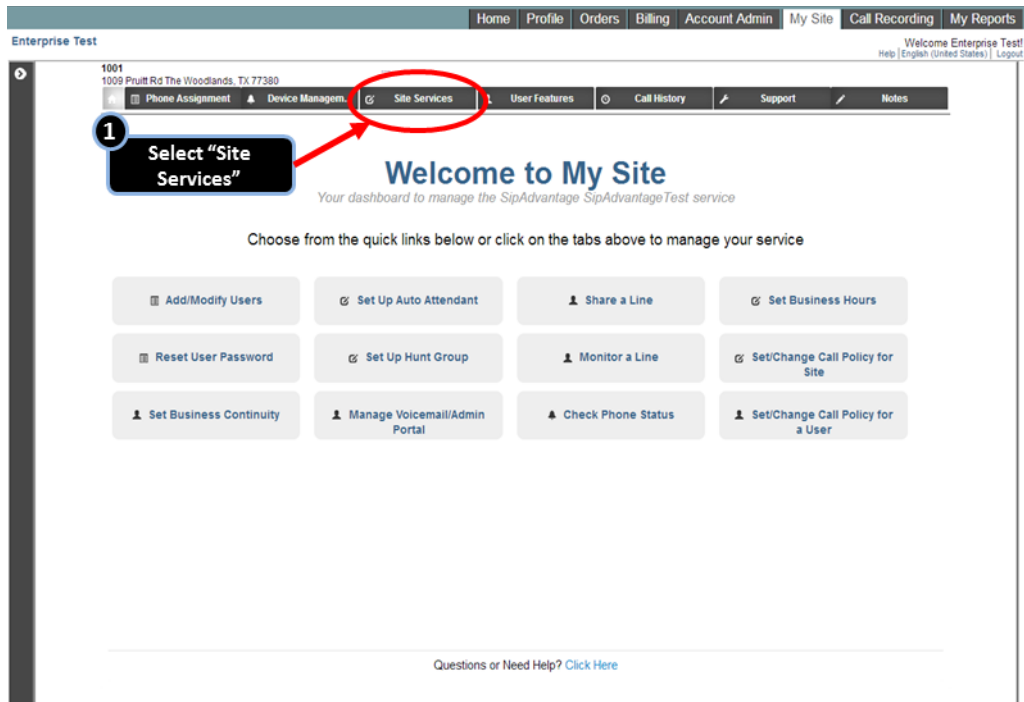 Home Profile Orders Billing Account Admin My Site Call Recording My Reports
Enterprise Test
Welcome Enterprise Test!
Help | English (United States) | Logout
1001
1009 Pruitt Rd The Woodlands, TX 77380
Phone Assignment Device Managem.. Site Services User Features Call History Support Notes
1
Select “Site
Services”
Welcome to My Site
Your dashboard to manage the SipAdvantage SipAdvantageTest service
Choose from the quick links below or click on the tabs above to manage your service
Add/Modify Users Set Up Auto Attendant Share a Line Set Business Hours
Reset User Password Set Up Hunt Group Monitor a Line Set/Change Call Policy for
Site
Set Business Continuity Manage Voicemail/Admin Check Phone Status Set/Change Call Policy for
Portal a User
Questions or Need Help? Click Here